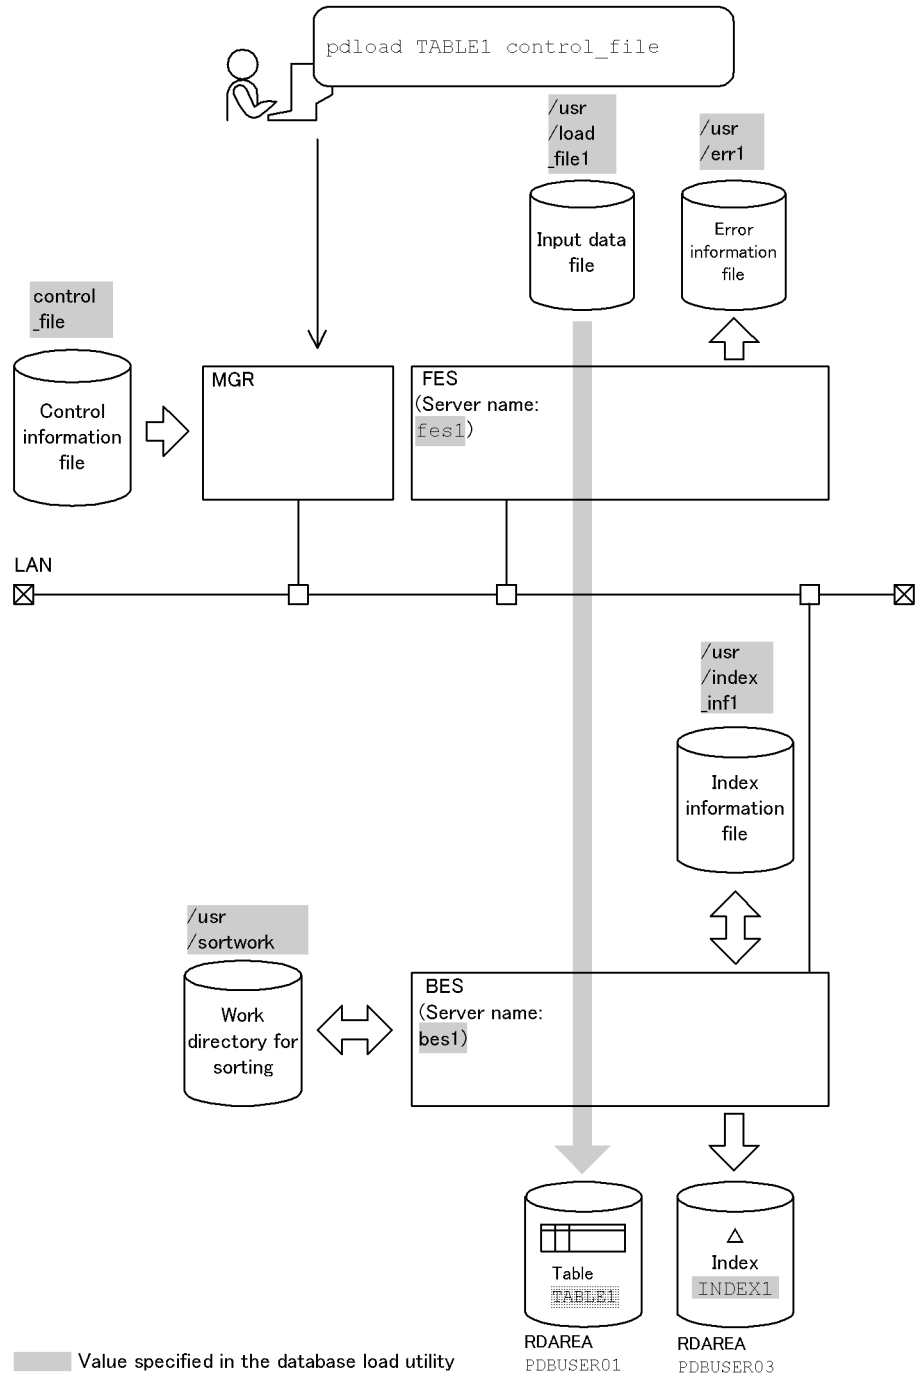 pdload TABLE1 control_file
/usr
/load
_file1
/usr
/err1
Input data
file
Error
information
file
control
_file
Control
information
file
MGR
FES
(Server name:
fes1)
LAN
/usr
/index
_inf1
Index
information
file
/usr
/sortwork
Work
directory for
sorting
BES
(Server name:
bes1)
Table
TABLE1
Index
INDEX1
RDAREA
PDBUSER01
RDAREA
PDBUSER03
Value specified in the database load utility